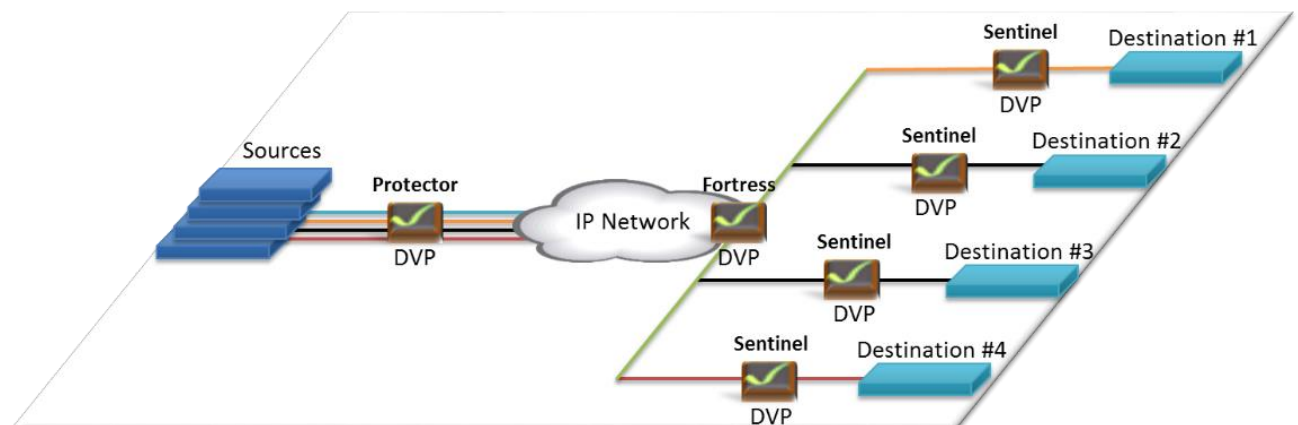 Sources
Protector
DVP
IP Network
Fortress
DVP
Sentinel
DVP
Destination #1
Sentinel
DVP
Destination #2
Sentinel
DVP
Destination #3
Sentinel
DVP
Destination #4